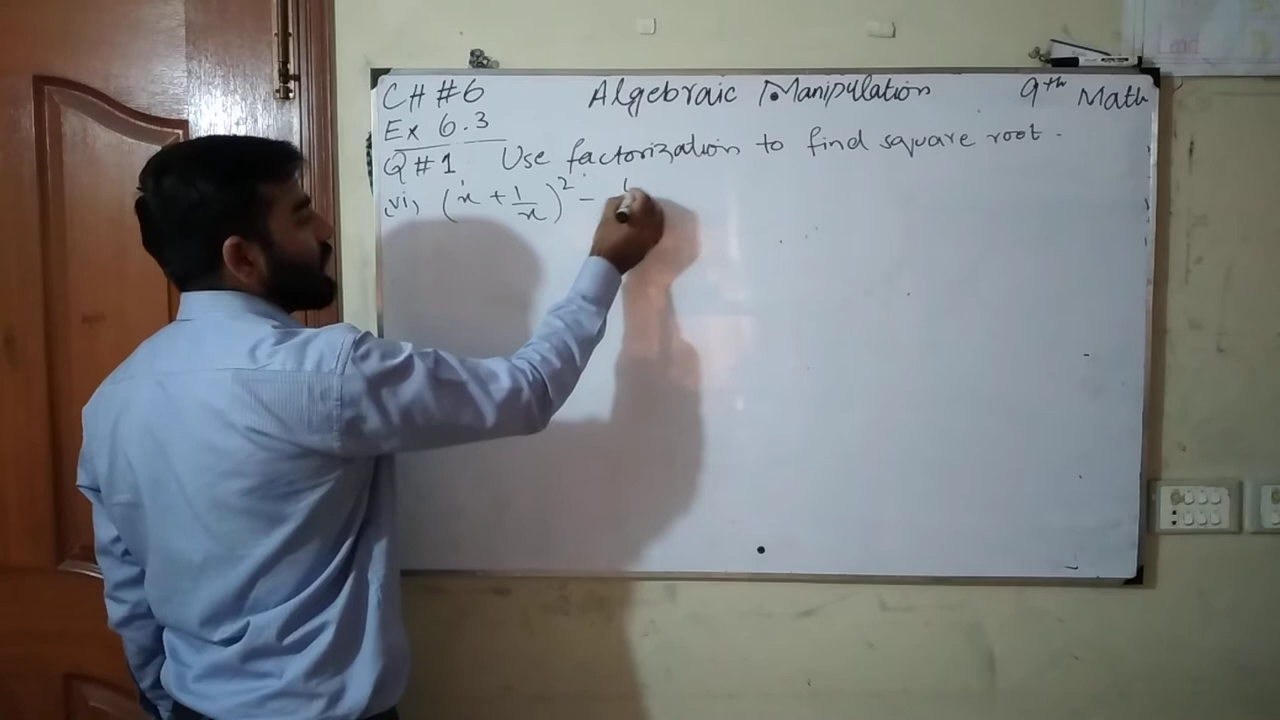 CH #6 Algebraic Manipulation 9th Math
Ex 6.3
Q #1 Use factorization to find square root.
(vi) (x + 1/x)² -